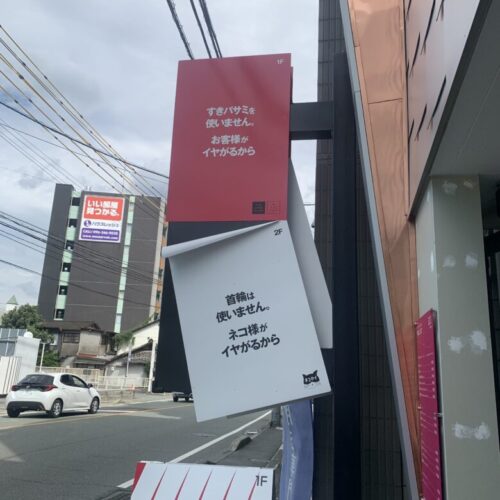 1F
すきバサミを
使いません。
お客様が
イヤがるから
2F
首輪は
使いません。
ネコ様が
イヤがるから
いい部屋
見つかる。
1F